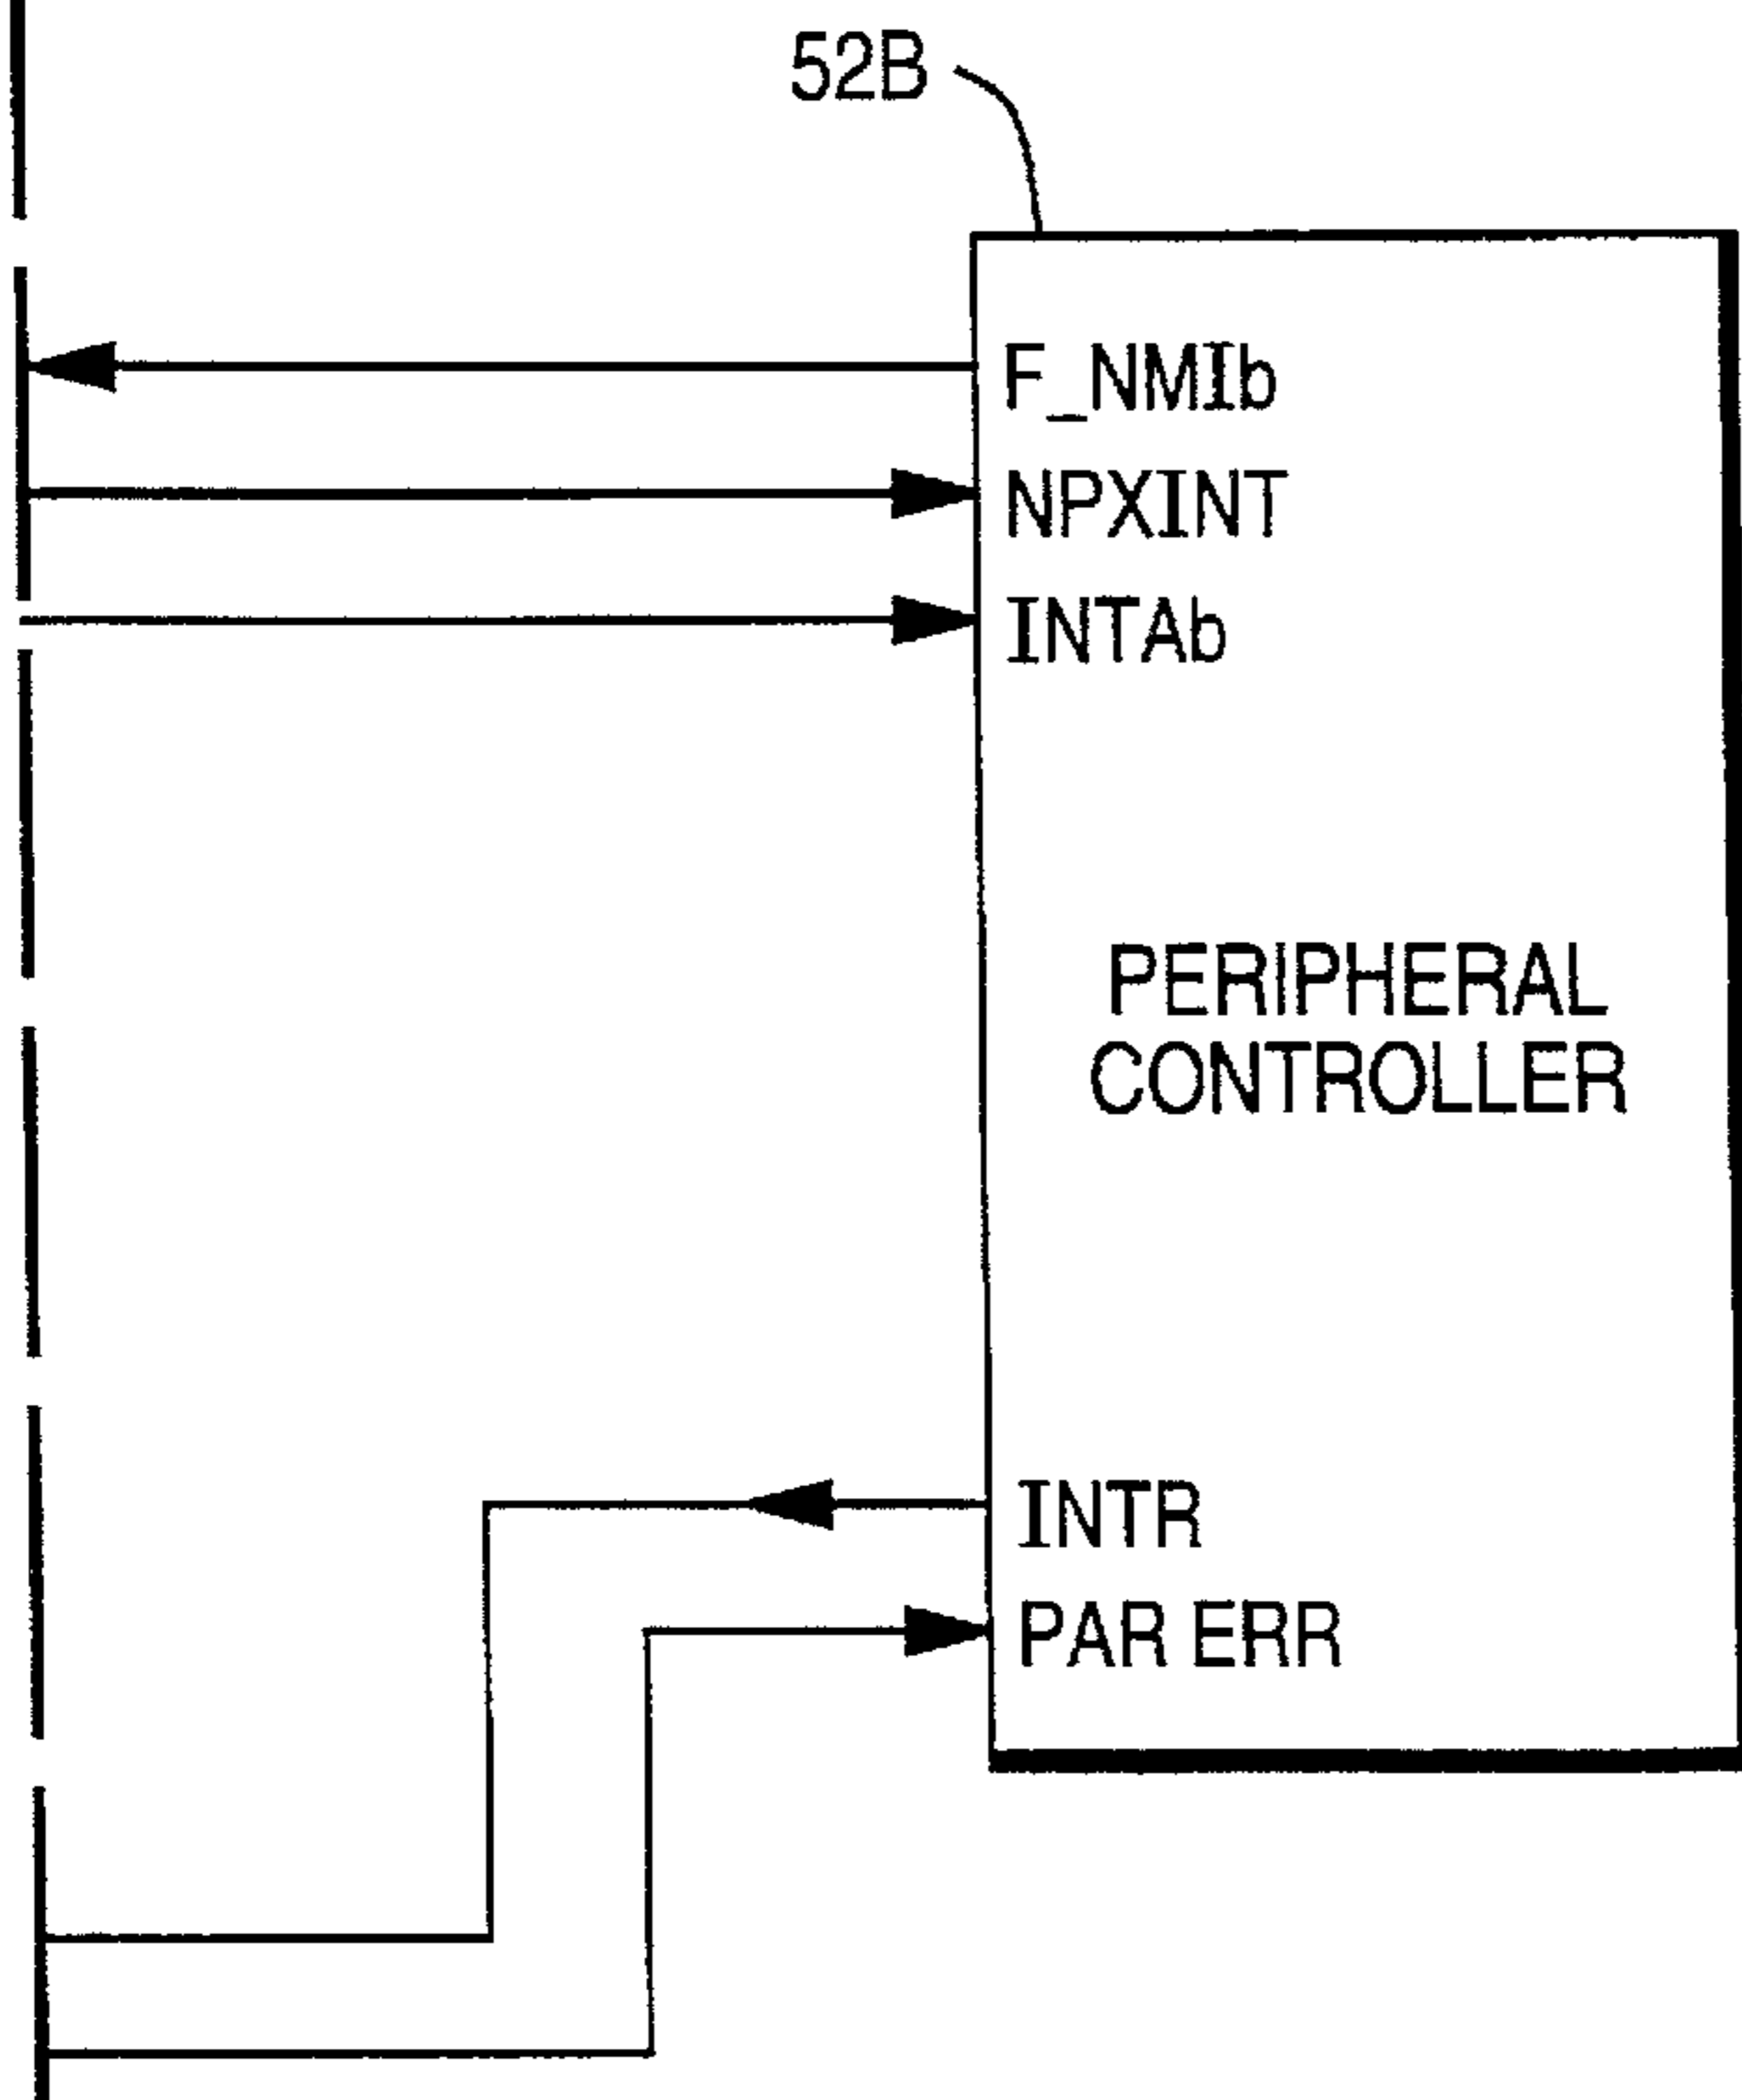 52B
F_NMIb
NPXINT
INTAb
PERIPHERAL
CONTROLLER
INTR
PAR ERR